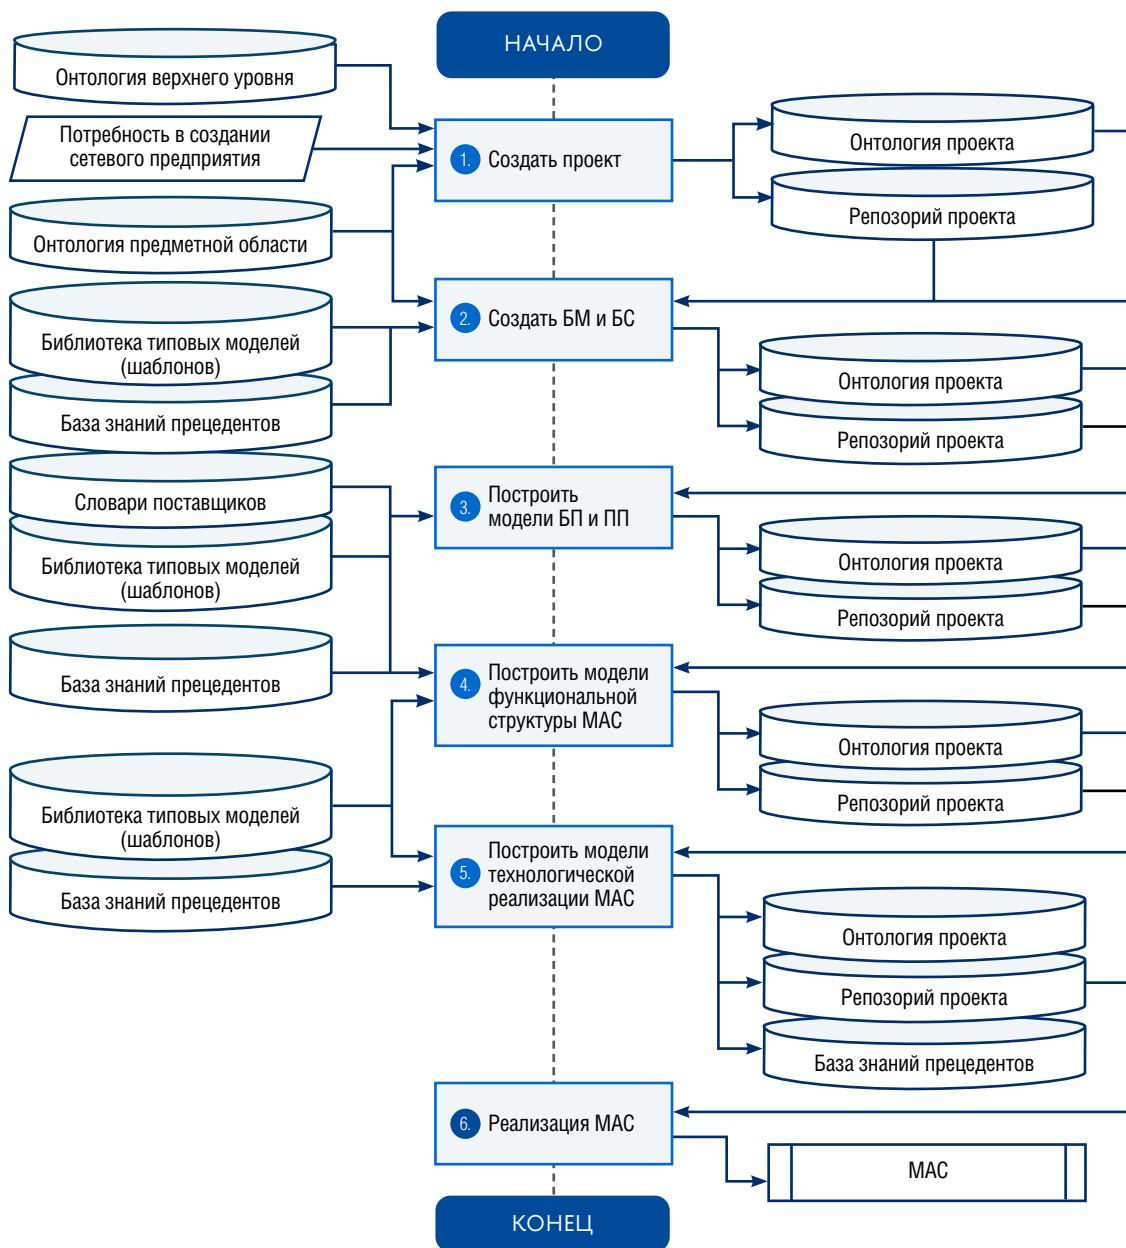 НАЧАЛО
Онтология верхнего уровня
Потребность в создании
сетевого предприятия
Онтология предметной области
1. Создать проект
Онтология проекта
Репозорий проекта
Библиотека типовых моделей
(шаблонов)
База знаний прецедентов
2. Создать БМ и БС
Онтология проекта
Репозорий проекта
Словари поставщиков
Библиотека типовых моделей
(шаблонов)
База знаний прецедентов
3. Построить
модели БП и ПП
Онтология проекта
Репозорий проекта
4. Построить модели
функциональной
структуры МАС
Онтология проекта
Репозорий проекта
Библиотека типовых моделей
(шаблонов)
База знаний прецедентов
5. Построить модели
технологической
реализации МАС
Онтология проекта
Репозорий проекта
База знаний прецедентов
6. Реализация МАС
МАС
КОНЕЦ